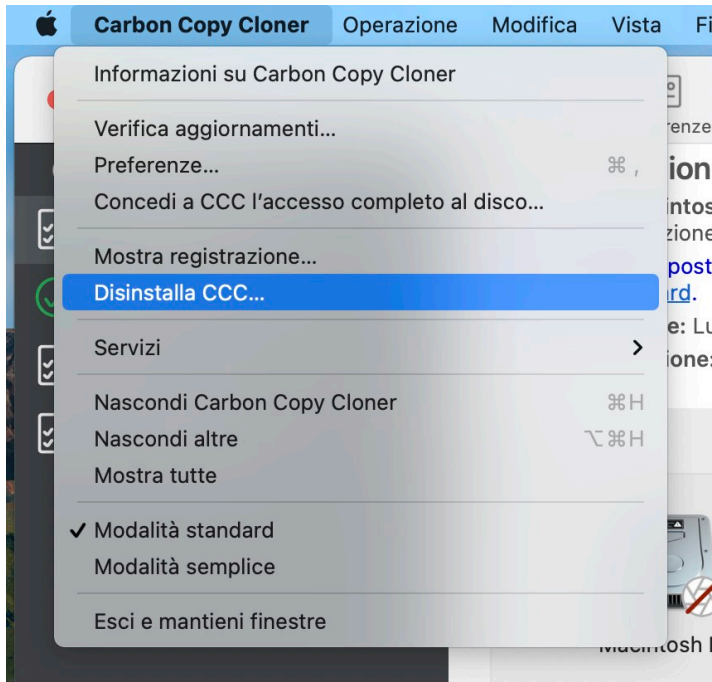 Carbon Copy Cloner Operazione Modifica Vista
Informazioni su Carbon Copy Cloner
Verifica aggiornamenti...
Preferenze... ⌘ ,
Concedi a CCC l'accesso completo al disco...
Mostra registrazione...
Disinstalla CCC...
Servizi
Nascondi Carbon Copy Cloner ⌘H
Nascondi altre ⌥⌘H
Mostra tutte
✓ Modalità standard
Modalità semplice
Esci e mantieni finestre